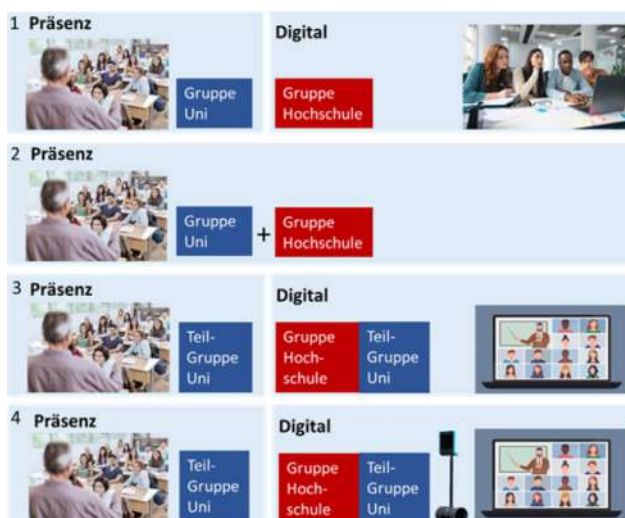 1 Präsenz
Digital
Gruppe
Uni
Gruppe
Hochschule
2 Präsenz
Gruppe
Uni
+
Gruppe
Hochschule
3 Präsenz
Digital
Teil-
Gruppe
Uni
Gruppe
Hoch-
schule
Teil-
Gruppe
Uni
4 Präsenz
Digital
Teil-
Gruppe
Uni
Gruppe
Hoch-
schule
Teil-
Gruppe
Uni